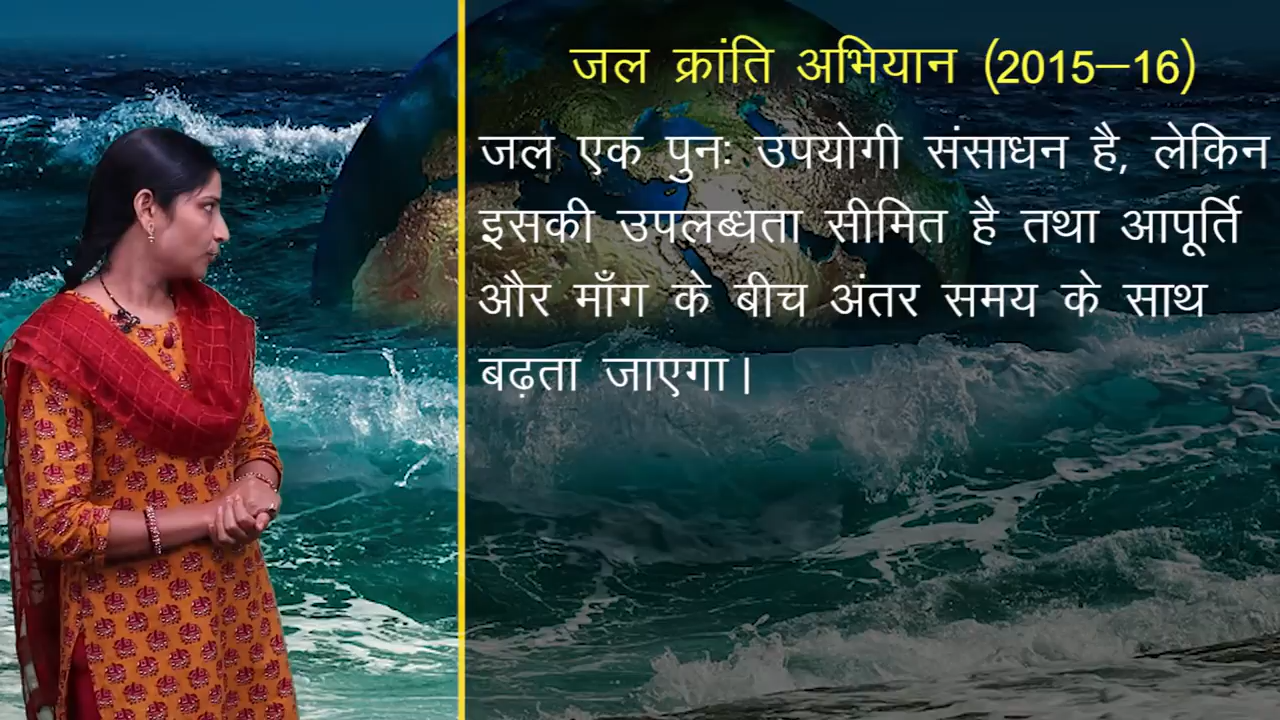 जल क्रांति अभियान (2015–16)
जल एक पुनः उपयोगी संसाधन है, लेकिन
इसकी उपलब्धता सीमित है तथा आपूर्ति
और माँग के बीच अंतर समय के साथ
बढ़ता जाएगा।